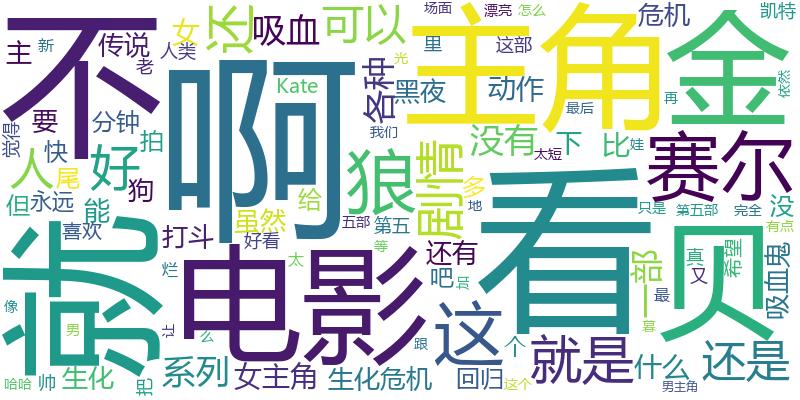 不
啊
看
就
主角
金
贝
电影
这
狼
好
人
还
吸血
可以
各种
黑夜
动作
没有
剧情
赛尔
就是
还是
一部
什么
系列
女主角
生化危机
回归
生化
传说
主
女
要
快
分钟
拍
狗
尾
但
永远
能
喜欢
打斗
虽然
给
多
下
比
没
危机
吸血鬼
希望
真
又
最
还有
吧
个
凯特
依然
Kate
我们
五部
第五
好看
太
等
地
太短
娃
只是
第五部
完全
有点
场面
漂亮
怎么
这部
里
最后
再
光
觉得
新
老
人类
像
男
烂
让
么
跟
哈哈
帅
把
这个
暮
男主角